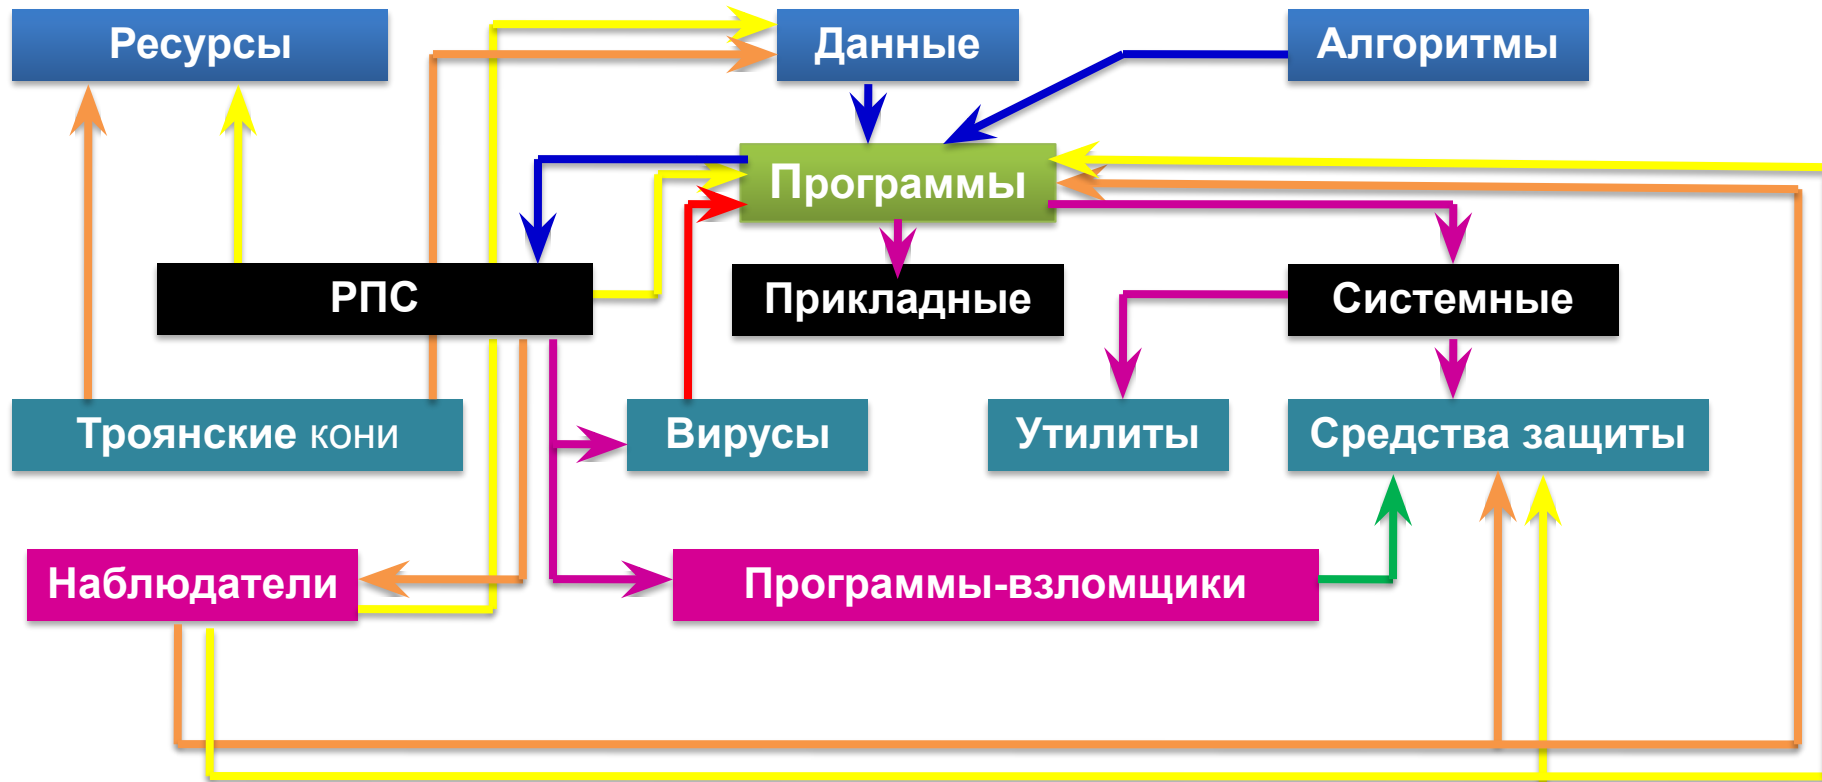 Ресурсы
Данные
Алгоритмы
Программы
РПС
Прикладные
Системные
Троянские кони
Вирусы
Утилиты
Средства защиты
Наблюдатели
Программы-взломщики